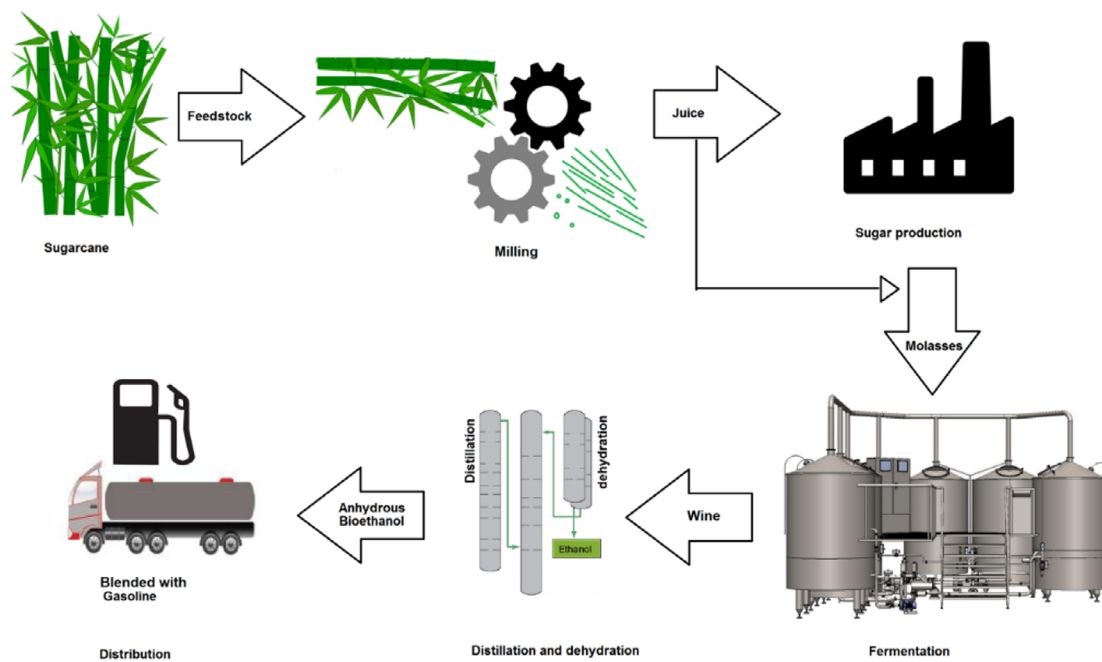 Sugarcane
Feedstock
Milling
Juice
Sugar production
Molasses
Fermentation
Wine
Distillation
dehydration
Ethanol
Distillation and dehydration
Anhydrous
Bioethanol
Blended with
Gasoline
Distribution